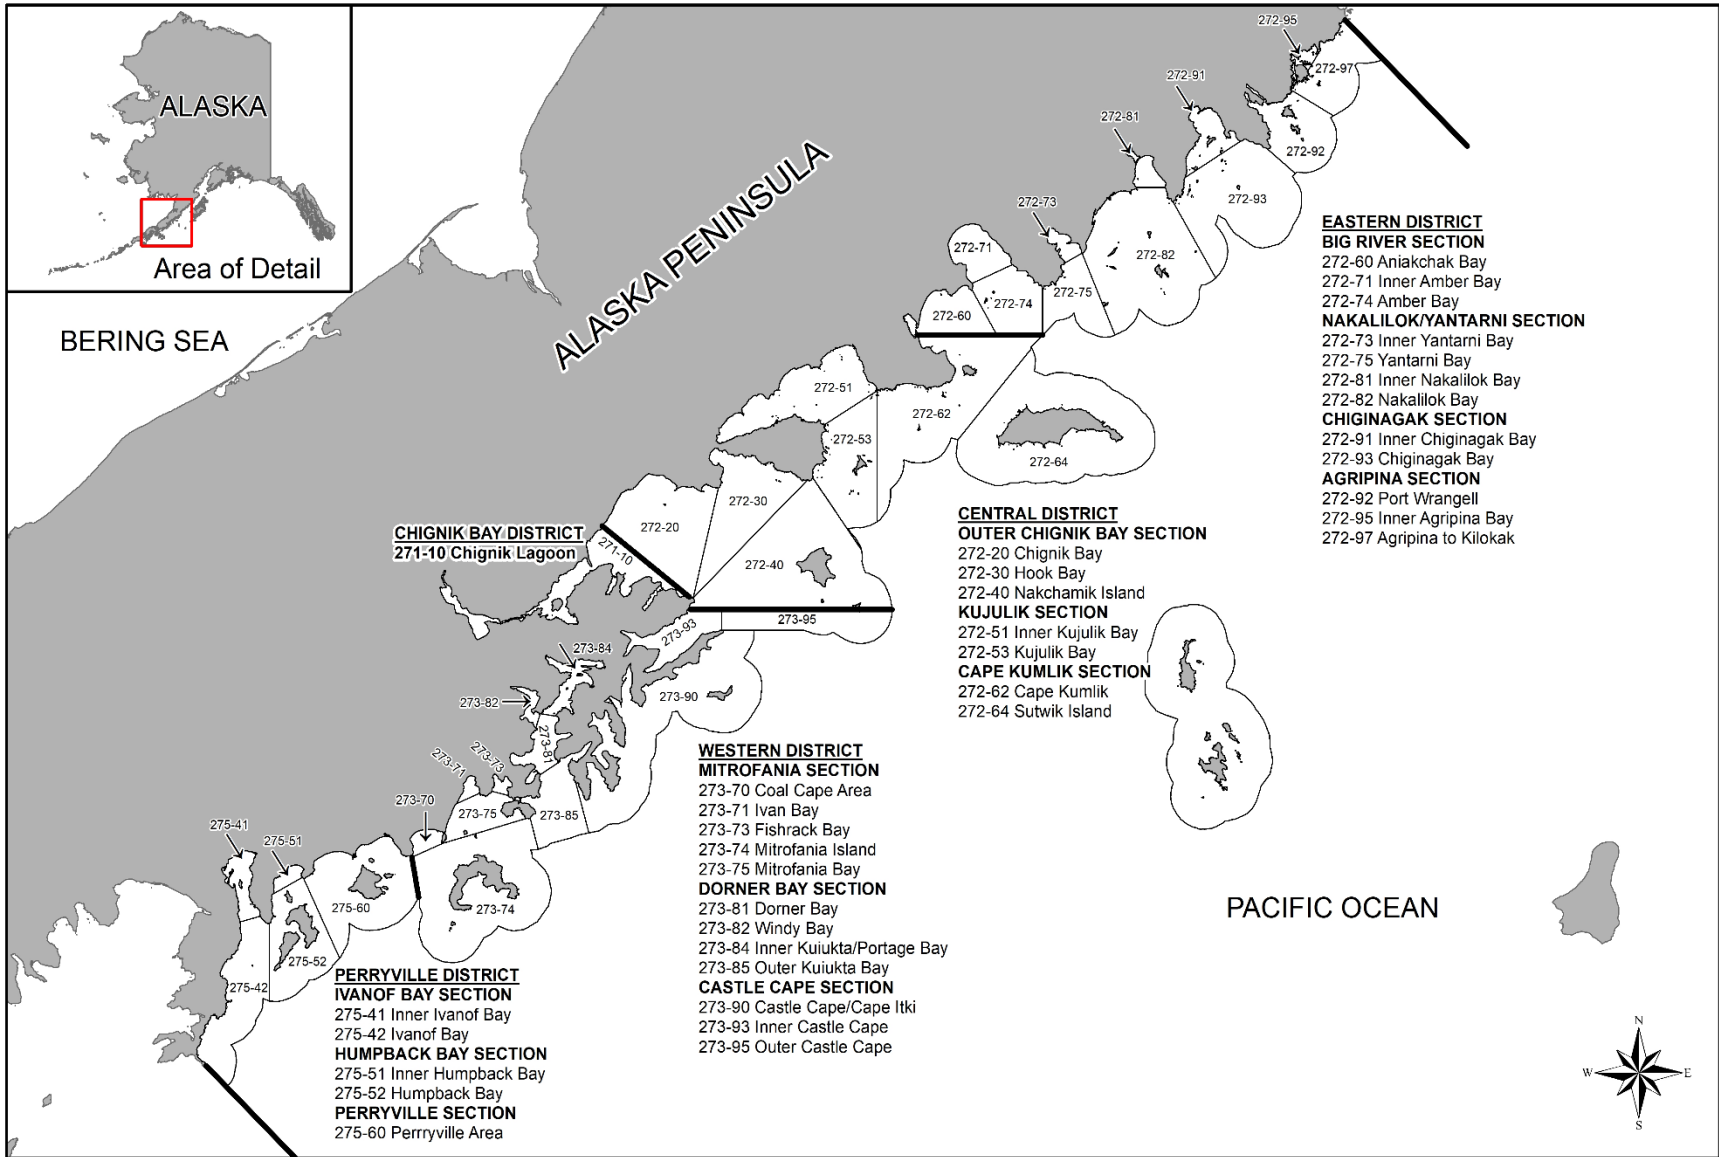 ALASKA
Area of Detail
BERING SEA
ALASKA PENINSULA
PACIFIC OCEAN
272-95
272-97
272-91
272-81
272-92
272-93
272-73
272-71
272-82
272-75
272-74
272-60
272-51
272-62
272-53
272-64
272-30
272-20
271-10
272-40
273-95
273-93
273-84
273-90
273-82
273-81
273-73
273-71
273-70
273-75
273-85
273-74
275-41
275-51
275-60
275-52
275-42
EASTERN DISTRICT
BIG RIVER SECTION
272-60 Aniakchak Bay
272-71 Inner Amber Bay
272-74 Amber Bay
NAKALILOK/YANTARNI SECTION
272-73 Inner Yantarni Bay
272-75 Yantarni Bay
272-81 Inner Nakalilok Bay
272-82 Nakalilok Bay
CHIGINAGAK SECTION
272-91 Inner Chiginagak Bay
272-93 Chiginagak Bay
AGRIPINA SECTION
272-92 Port Wrangell
272-95 Inner Agripina Bay
272-97 Agripina to Kilokak
CHIGNIK BAY DISTRICT
271-10 Chignik Lagoon
CENTRAL DISTRICT
OUTER CHIGNIK BAY SECTION
272-20 Chignik Bay
272-30 Hook Bay
272-40 Nakchamik Island
KUJULIK SECTION
272-51 Inner Kujulik Bay
272-53 Kujulik Bay
CAPE KUMLIK SECTION
272-62 Cape Kumlik
272-64 Sutwik Island
WESTERN DISTRICT
MITROFANIA SECTION
273-70 Coal Cape Area
273-71 Ivan Bay
273-73 Fishrack Bay
273-74 Mitrofania Island
273-75 Mitrofania Bay
DORNER BAY SECTION
273-81 Dorner Bay
273-82 Windy Bay
273-84 Inner Kuiukta/Portage Bay
273-85 Outer Kuiukta Bay
CASTLE CAPE SECTION
273-90 Castle Cape/Cape Itki
273-93 Inner Castle Cape
273-95 Outer Castle Cape
PERRYVILLE DISTRICT
IVANOF BAY SECTION
275-41 Inner Ivanof Bay
275-42 Ivanof Bay
HUMPBACK BAY SECTION
275-51 Inner Humpback Bay
275-52 Humpback Bay
PERRYVILLE SECTION
275-60 Perrryville Area
N
W
E
S